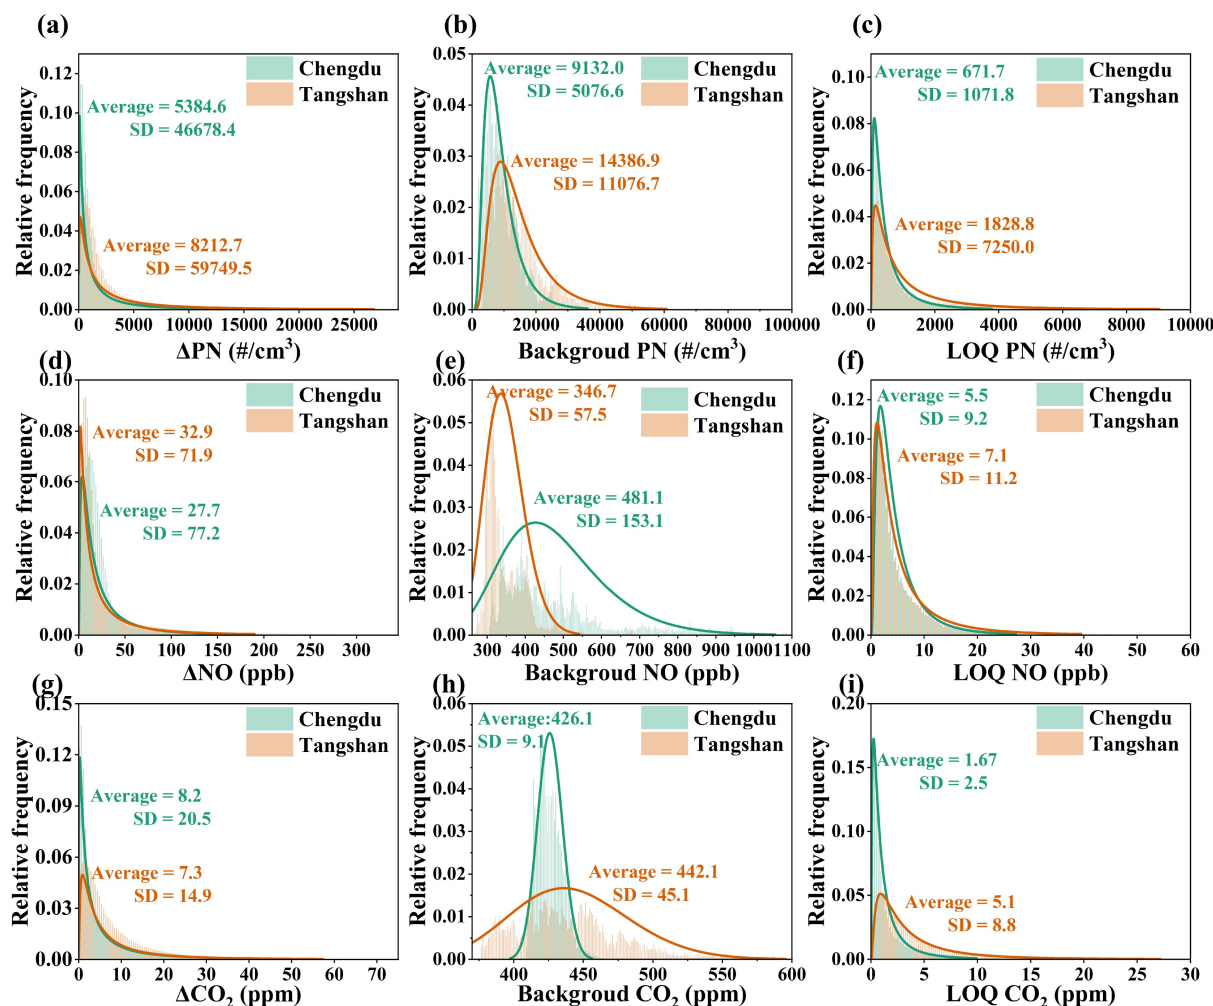 (a)
Relative frequency
0.12
0.10
0.08
0.06
0.04
0.02
0.00
Chengdu
Tangshan
Average = 5384.6
SD = 46678.4
Average = 8212.7
SD = 59749.5
0 5000 10000 15000 20000 25000
ΔPN (#/cm³)
(b)
Relative frequency
0.05
0.04
0.03
0.02
0.01
0.00
Chengdu
Tangshan
Average = 9132.0
SD = 5076.6
Average = 14386.9
SD = 11076.7
0 20000 40000 60000 80000 100000
Backgroud PN (#/cm³)
(c)
Relative frequency
0.10
0.08
0.06
0.04
0.02
0.00
Chengdu
Tangshan
Average = 671.7
SD = 1071.8
Average = 1828.8
SD = 7250.0
0 2000 4000 6000 8000 10000
LOQ PN (#/cm³)
(d)
Relative frequency
0.10
0.08
0.06
0.04
0.02
0.00
Chengdu
Tangshan
Average = 32.9
SD = 71.9
Average = 27.7
SD = 77.2
0 50 100 150 200 250 300
ΔNO (ppb)
(e)
Relative frequency
0.06
0.05
0.04
0.03
0.02
0.01
0.00
Chengdu
Tangshan
Average = 346.7
SD = 57.5
Average = 481.1
SD = 153.1
300 400 500 600 700 800 900 1000 1100
Backgroud NO (ppb)
(f)
Relative frequency
0.12
0.10
0.08
0.06
0.04
0.02
0.00
Chengdu
Tangshan
Average = 5.5
SD = 9.2
Average = 7.1
SD = 11.2
0 10 20 30 40 50 60
LOQ NO (ppb)
(g)
Relative frequency
0.15
0.12
0.09
0.06
0.03
0.00
Chengdu
Tangshan
Average = 8.2
SD = 20.5
Average = 7.3
SD = 14.9
0 10 20 30 40 50 60 70
ΔCO₂ (ppm)
(h)
Relative frequency
0.06
0.05
0.04
0.03
0.02
0.01
0.00
Chengdu
Tangshan
Average:426.1
SD = 9.1
Average = 442.1
SD = 45.1
400 450 500 550 600
Backgroud CO₂ (ppm)
(i)
Relative frequency
0.20
0.15
0.10
0.05
0.00
Chengdu
Tangshan
Average = 1.67
SD = 2.5
Average = 5.1
SD = 8.8
0 5 10 15 20 25 30
LOQ CO₂ (ppm)